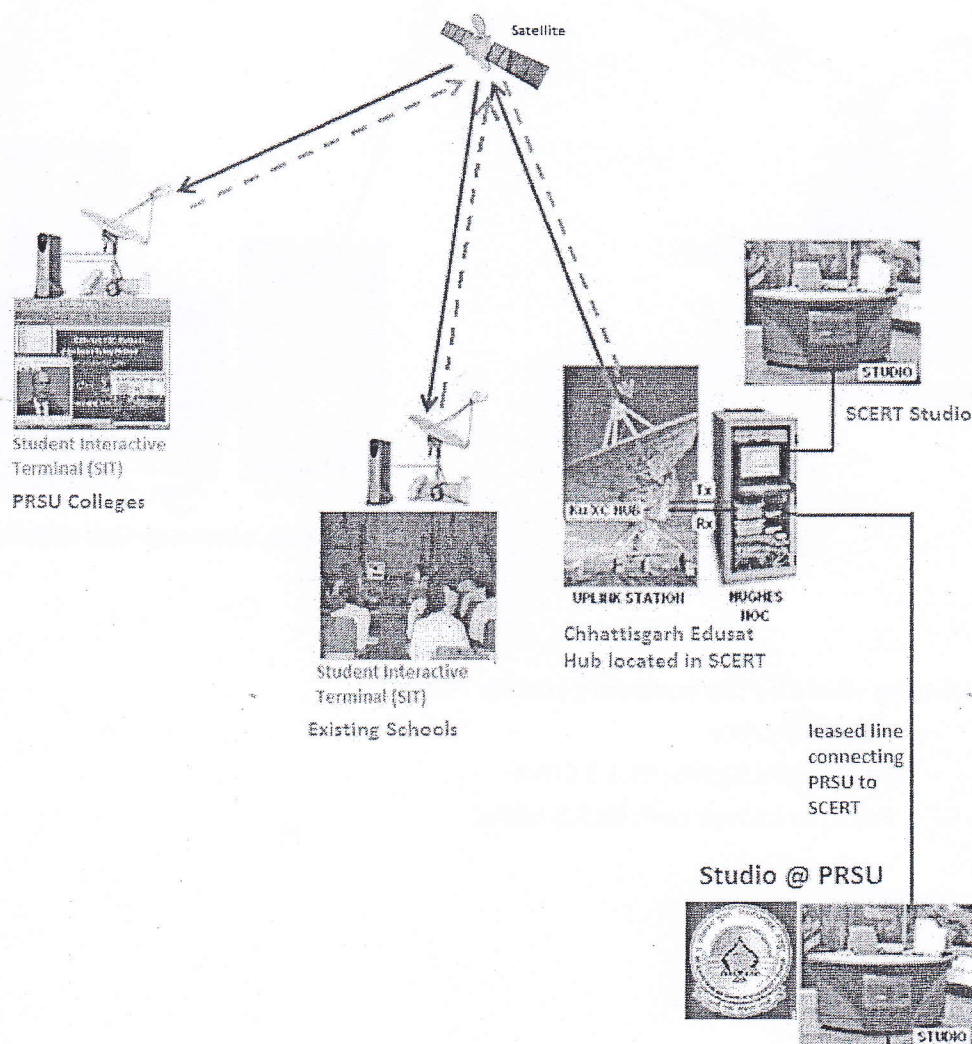 Satellite
STUDIO
SCERT Studio
Student Interactive
Terminal (SIT)
PRSU Colleges
Ku XC HUB
Tx
Rx
UPLINK STATION
HUGHES
NOC
Chhattisgarh Edusat
Hub located in SCERT
Student Interactive
Terminal (SIT)
Existing Schools
leased line
connecting
PRSU to
SCERT
Studio @ PRSU
STUDIO